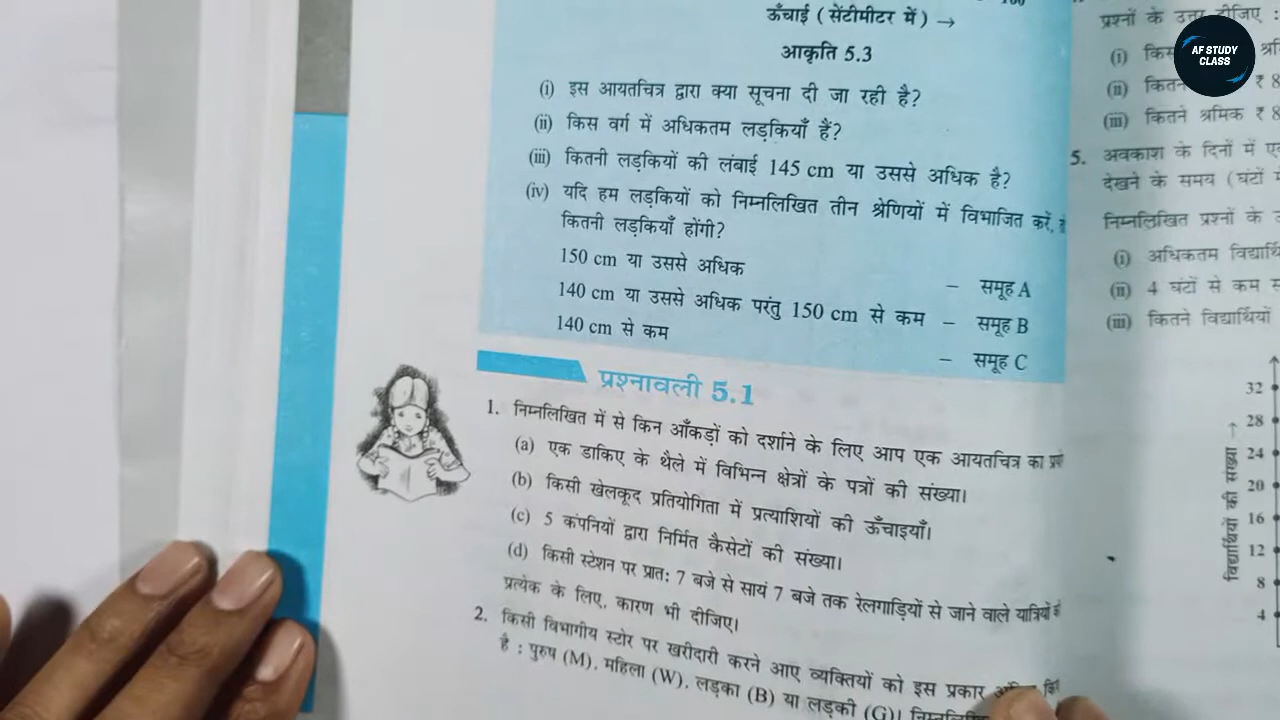 ऊँचाई ( सेंटीमीटर में ) →
आकृति 5.3
(i) इस आयतचित्र द्वारा क्या सूचना दी जा रही है?
(ii) किस वर्ग में अधिकतम लड़कियाँ हैं?
(iii) कितनी लड़कियों की लंबाई 145 cm या उससे अधिक है?
(iv) यदि हम लड़कियों को निम्नलिखित तीन श्रेणियों में विभाजित करें,
कितनी लड़कियाँ होंगी?
150 cm या उससे अधिक – समूह A
140 cm या उससे अधिक परंतु 150 cm से कम – समूह B
140 cm से कम – समूह C
प्रश्नावली 5.1
1. निम्नलिखित में से किन आँकड़ों को दर्शाने के लिए आप एक आयतचित्र का
(a) एक डाकिए के थैले में विभिन्न क्षेत्रों के पत्रों की संख्या।
(b) किसी खेलकूद प्रतियोगिता में प्रत्याशियों की ऊँचाइयाँ।
(c) 5 कंपनियों द्वारा निर्मित कैसेटों की संख्या।
(d) किसी स्टेशन पर प्रातः 7 बजे से सायं 7 बजे तक रेलगाड़ियों से जाने वाले यात्रियों
प्रत्येक के लिए, कारण भी दीजिए।
2. किसी विभागीय स्टोर पर खरीदारी करने आए व्यक्तियों को इस प्रकार
है : पुरुष (M), महिला (W), लड़का (B) या लड़की (G)।
प्रश्नों के उत्तर दीजिए :
(i)
(ii) ₹ 8
(iii) कितने श्रमिक ₹ 8
5. अवकाश के दिनों में
देखने के समय (घंटों
निम्नलिखित प्रश्नों के
(i) अधिकतम
(ii) 4 घंटों से कम
(iii) कितने विद्यार्थियों
विद्यार्थियों की संख्या →
32
28
24
20
16
12
8
4
AF STUDY
CLASS